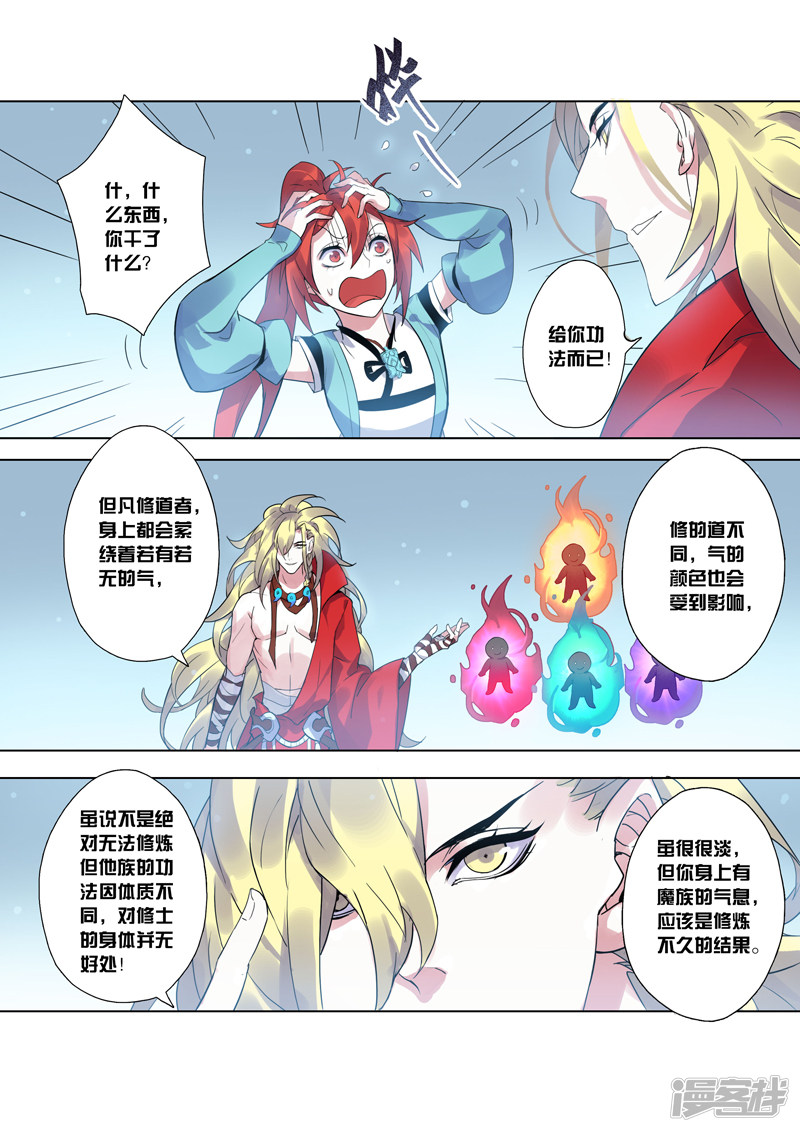 哗
什，什
么东西，
你干了
什么？
给你功
法而已！
但凡修道者，
身上都会萦
绕着若有若
无的气，
修的道不
同，气的
颜色也会
受到影响，
虽说不是绝
对无法修炼
但他族的功
法因体质不
同，对修士
的身体并无
好处！
虽很很淡，
但你身上有
魔族的气息，
应该是修炼
不久的结果。
漫客栈